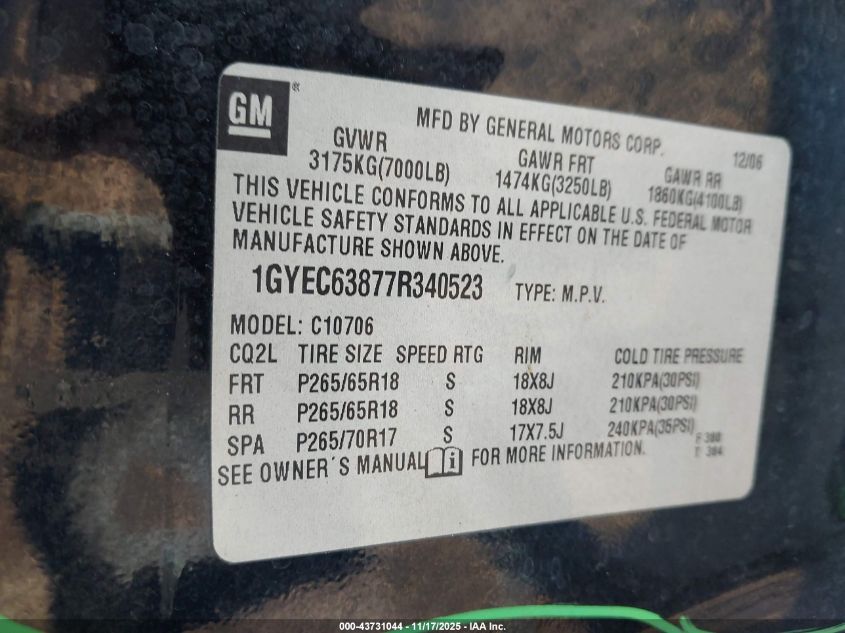 GM ®
MFD BY GENERAL MOTORS CORP. 12/06
GVWR GAWR FRT GAWR RR
3175KG(7000LB) 1474KG(3250LB) 1860KG(4100LB)
THIS VEHICLE CONFORMS TO ALL APPLICABLE U.S. FEDERAL MOTOR
VEHICLE SAFETY STANDARDS IN EFFECT ON THE DATE OF
MANUFACTURE SHOWN ABOVE.
1GYEC63877R340523 TYPE: M.P.V.
MODEL: C10706
CQ2L TIRE SIZE SPEED RTG RIM COLD TIRE PRESSURE
FRT P265/65R18 S 18X8J 210KPA(30PSI)
RR P265/65R18 S 18X8J 210KPA(30PSI)
SPA P265/70R17 S 17X7.5J 240KPA(35PSI)
F 380
T 384
SEE OWNER´S MANUAL i FOR MORE INFORMATION.
000-43731044 — 11/17/2025 - IAA Inc.